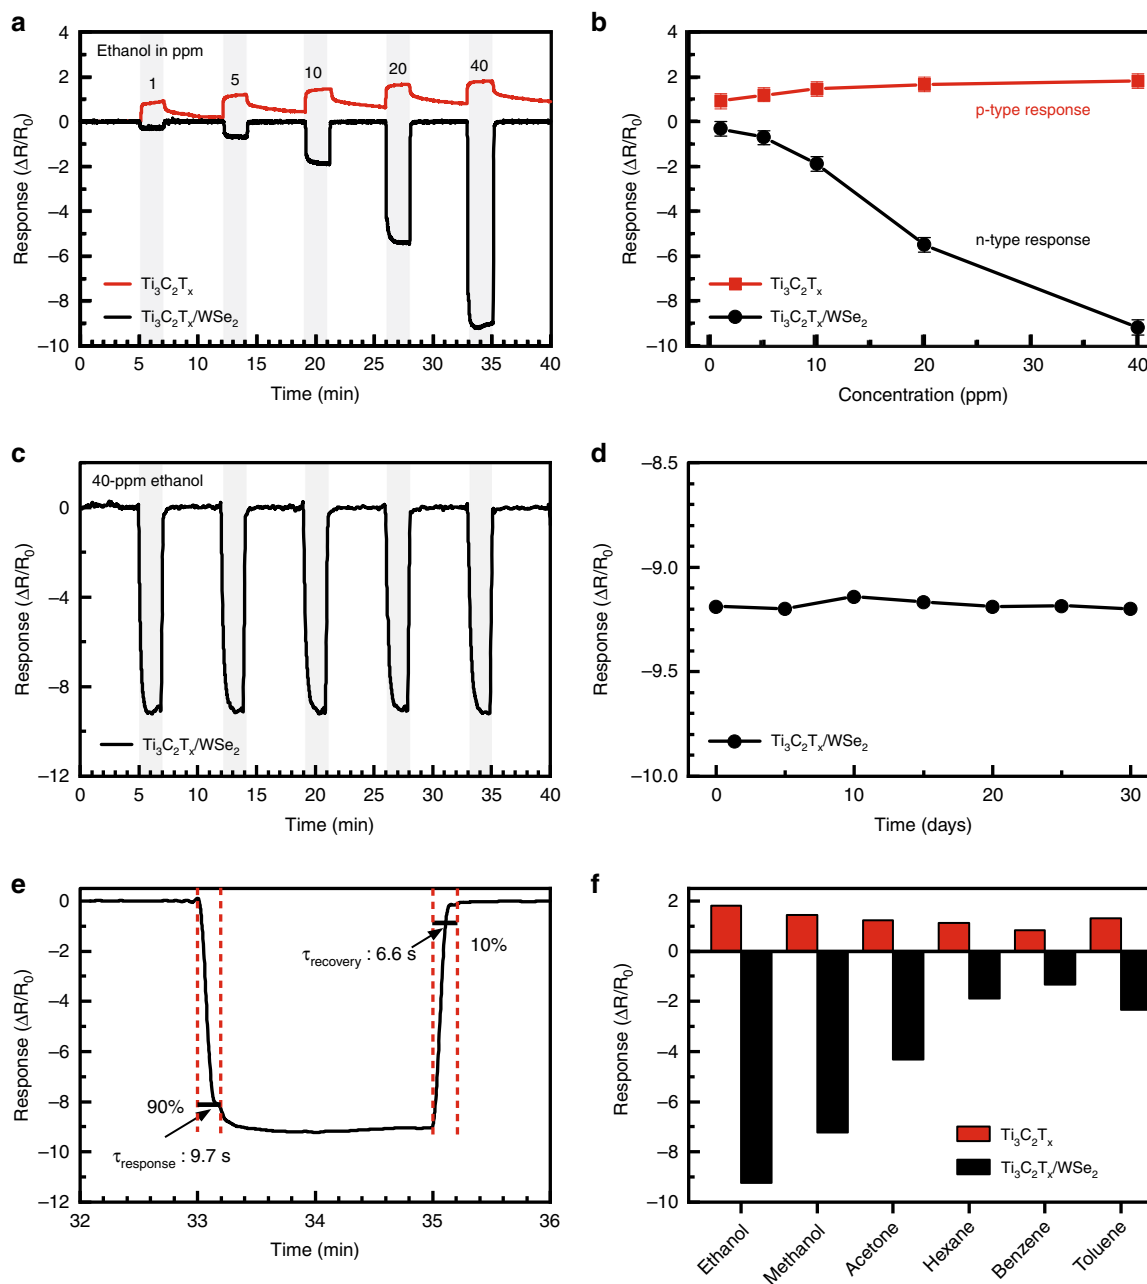 a
Ethanol in ppm
1 5 10 20 40
4
2
0
−2
−4
−6
−8
−10
Response (ΔR/R₀)
Ti₃C₂Tₓ
Ti₃C₂Tₓ/WSe₂
0 5 10 15 20 25 30 35 40
Time (min)
b
4
2
0
−2
−4
−6
−8
−10
Response (ΔR/R₀)
p-type response
n-type response
Ti₃C₂Tₓ
Ti₃C₂Tₓ/WSe₂
0 10 20 30 40
Concentration (ppm)
c
40-ppm ethanol
0
−4
−8
−12
Response (ΔR/R₀)
Ti₃C₂Tₓ/WSe₂
0 5 10 15 20 25 30 35 40
Time (min)
d
−8.5
−9.0
−9.5
−10.0
Response (ΔR/R₀)
Ti₃C₂Tₓ/WSe₂
0 10 20 30
Time (days)
e
0
−2
−4
−6
−8
−10
−12
Response (ΔR/R₀)
τrecovery : 6.6 s
10%
90%
τresponse : 9.7 s
32 33 34 35 36
Time (min)
f
2
0
−2
−4
−6
−8
−10
Response (ΔR/R₀)
Ti₃C₂Tₓ
Ti₃C₂Tₓ/WSe₂
Ethanol Methanol Acetone Hexane Benzene Toluene